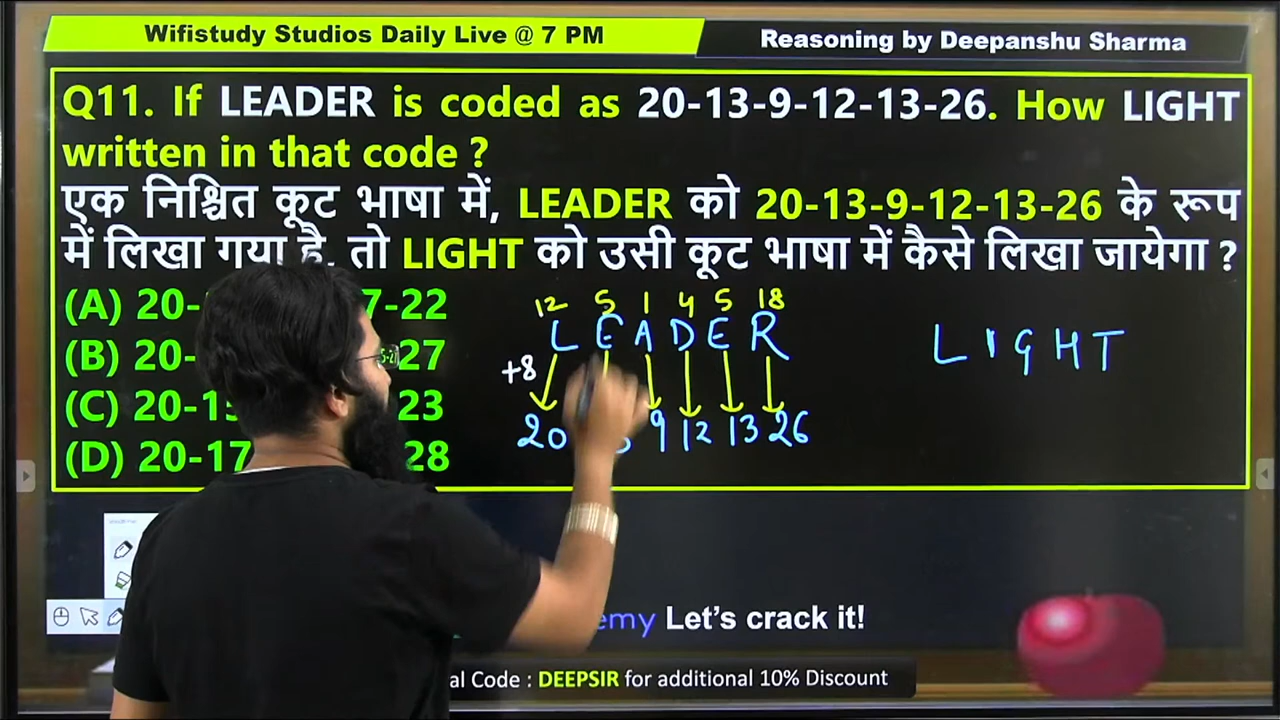 Wifistudy Studios Daily Live @ 7 PM
Reasoning by Deepanshu Sharma
Q11. If LEADER is coded as 20-13-9-12-13-26. How LIGHT
written in that code ?
एक निश्चित कूट भाषा में, LEADER को 20-13-9-12-13-26 के रूप
में लिखा गया है, तो LIGHT को उसी कूट भाषा में कैसे लिखा जायेगा ?
(A) 20- 7-22
(B) 20- 27
(C) 20-15 23
(D) 20-17 28
12 5 1 4 5 18
L E A D E R
L I G H T
+8
20 9 12 13 26
Let's crack it!
al Code : DEEPSIR for additional 10% Discount